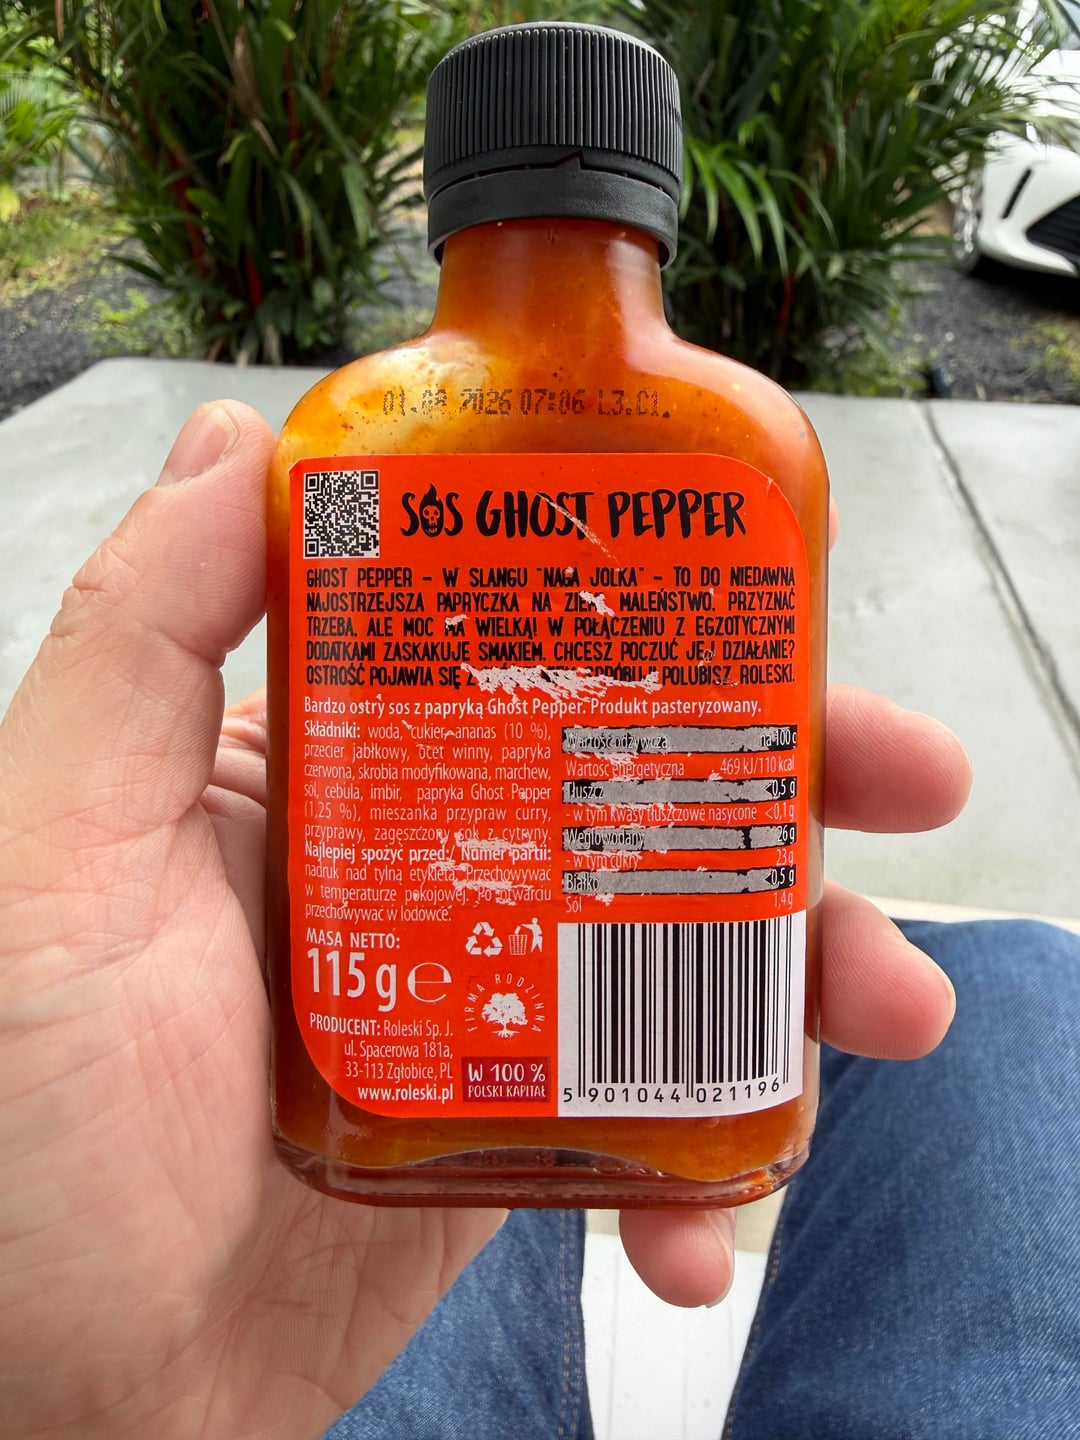 01.08 2026 07:06 L3.C1.
SOS GHOST PEPPER
GHOST PEPPER – W SLANGU "NAGA JOLKA" – TO DO NIEDAWNA
NAJOSTRZEJSZA PAPRYCZKA NA ZIEMI. MALEŃSTWO, PRZYZNAĆ
TRZEBA, ALE MOC MA WIELKĄ! W POŁĄCZENIU Z EGZOTYCZNYMI
DODATKAMI ZASKAKUJE SMAKIEM. CHCESZ POCZUĆ JEJ DZIAŁANIE?
OSTROŚĆ POJAWIA SIĘ Z POLUBISZ. ROLESKI.
Bardzo ostry sos z papryką Ghost Pepper. Produkt pasteryzowany.
Składniki: woda, cukier, ananas (10 %),
przecier jabłkowy, ocet winny, papryka
czerwona, skrobia modyfikowana, marchew,
sól, cebula, imbir, papryka Ghost Pepper
(1,25 %), mieszanka przypraw curry,
przyprawy, zagęszczony sok z cytryny.
Najlepiej spożyć przed:/ Numer partii:
nadruk nad tylną etykietą. Przechowywać
w temperaturze pokojowej. Po otwarciu
przechowywać w lodówce.
Wartość odżywcza na 100 g
Wartość energetyczna 469 kJ/110 kcal
Tłuszcz <0,5 g
- w tym kwasy tłuszczowe nasycone <0,1 g
Węglowodany 26 g
- w tym cukry 23 g
Białko <0,5 g
Sól 1,4 g
MASA NETTO:
115 g e
FIRMA RODZINNA
PRODUCENT: Roleski Sp. J.
ul. Spacerowa 181a,
33-113 Zgłobice, PL
www.roleski.pl
W 100 %
POLSKI KAPITAŁ
5 901044 021196